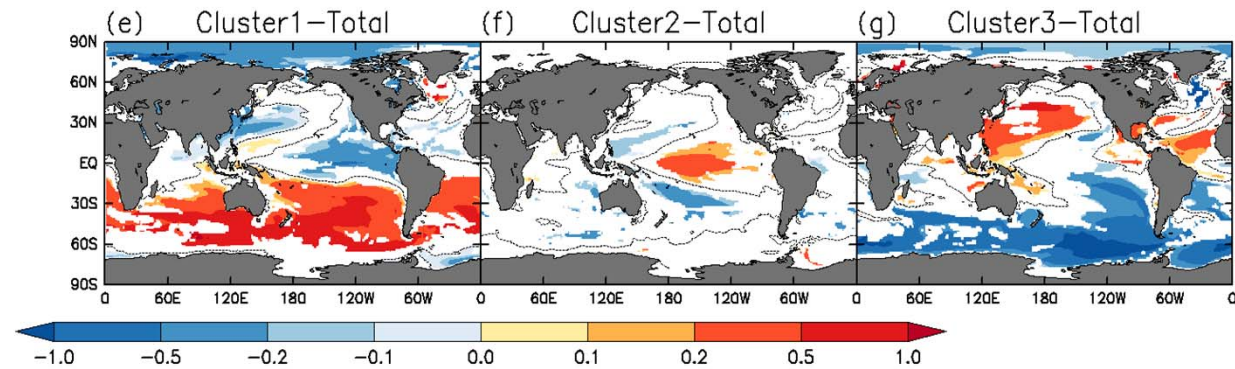 (e) Cluster1-Total (f) Cluster2-Total (g) Cluster3-Total
90N
60N
30N
EQ
30S
60S
90S
0 60E 120E 180 120W 60W 0 60E 120E 180 120W 60W 0 60E 120E 180 120W 60W 0
-1.0 -0.5 -0.2 -0.1 0.0 0.1 0.2 0.5 1.0